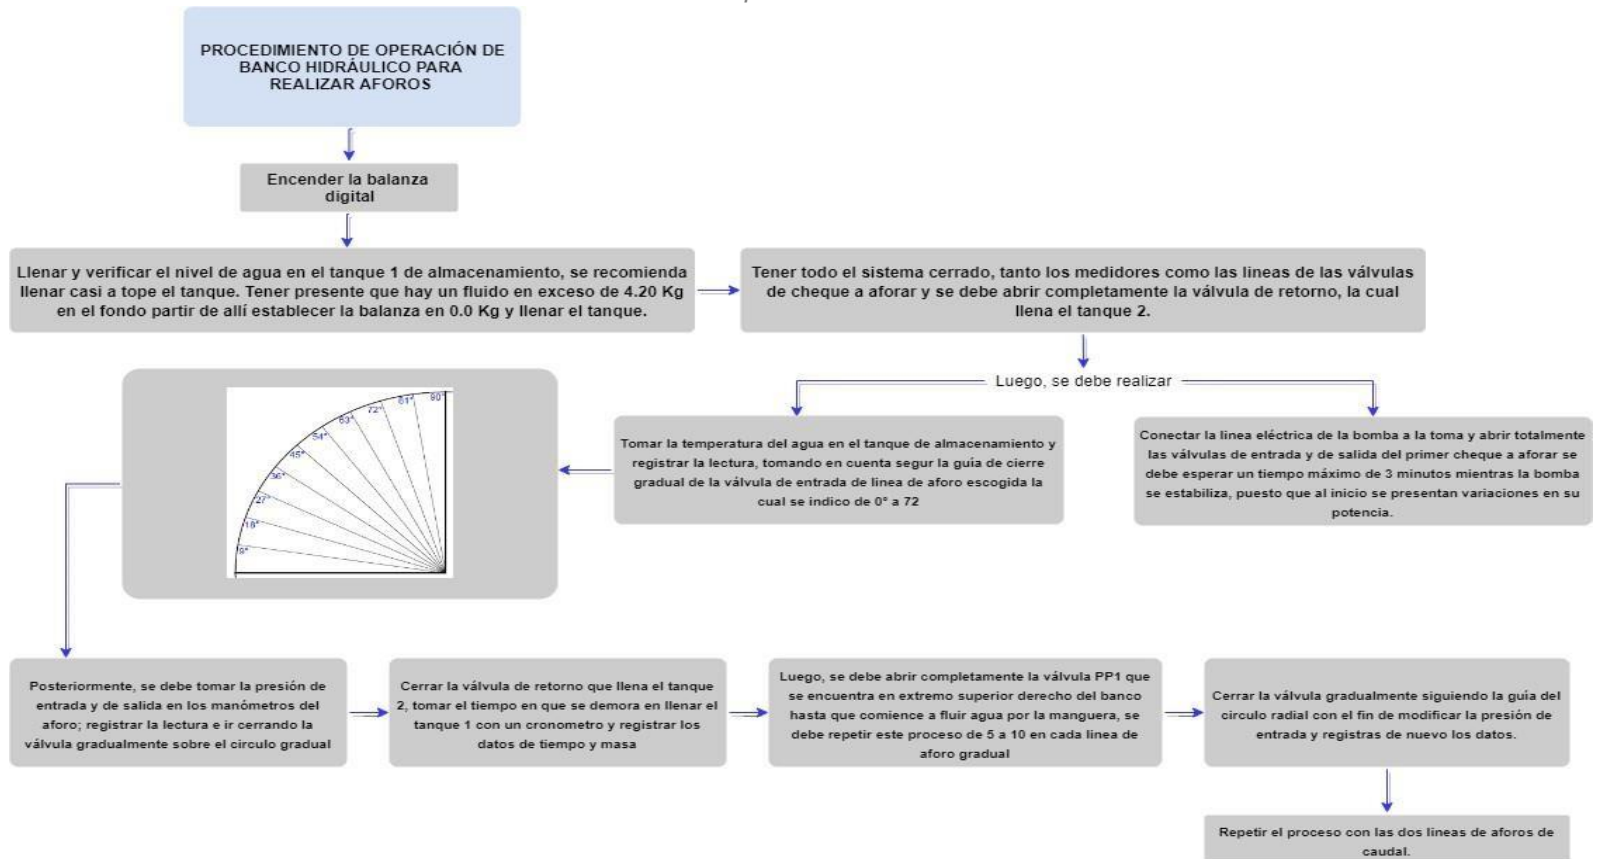 PROCEDIMIENTO DE OPERACIÓN DE
BANCO HIDRÁULICO PARA
REALIZAR AFOROS
Encender la balanza
digital
Llenar y verificar el nivel de agua en el tanque 1 de almacenamiento, se recomienda
llenar casi a tope el tanque. Tener presente que hay un fluido en exceso de 4.20 Kg
en el fondo partir de allí establecer la balanza en 0.0 Kg y llenar el tanque.
Tener todo el sistema cerrado, tanto los medidores como las lineas de las válvulas
de cheque a aforar y se debe abrir completamente la válvula de retorno, la cual
llena el tanque 2.
Luego, se debe realizar
Tomar la temperatura del agua en el tanque de almacenamiento y
registrar la lectura, tomando en cuenta segur la guía de cierre
gradual de la válvula de entrada de linea de aforo escogida la
cual se indico de 0° a 72
Conectar la linea eléctrica de la bomba a la toma y abrir totalmente
las válvulas de entrada y de salida del primer cheque a aforar se
debe esperar un tiempo máximo de 3 minutos mientras la bomba
se estabiliza, puesto que al inicio se presentan variaciones en su
potencia.
90°
81°
72°
63°
54°
45°
36°
27°
18°
9°
Posteriormente, se debe tomar la presión de
entrada y de salida en los manómetros del
aforo; registrar la lectura e ir cerrando la
válvula gradualmente sobre el circulo gradual
Cerrar la válvula de retorno que llena el tanque
2, tomar el tiempo en que se demora en llenar el
tanque 1 con un cronometro y registrar los
datos de tiempo y masa
Luego, se debe abrir completamente la válvula PP1 que
se encuentra en extremo superior derecho del banco
hasta que comience a fluir agua por la manguera, se
debe repetir este proceso de 5 a 10 en cada linea de
aforo gradual
Cerrar la válvula gradualmente siguiendo la guía del
circulo radial con el fin de modificar la presión de
entrada y registras de nuevo los datos.
Repetir el proceso con las dos lineas de aforos de
caudal.